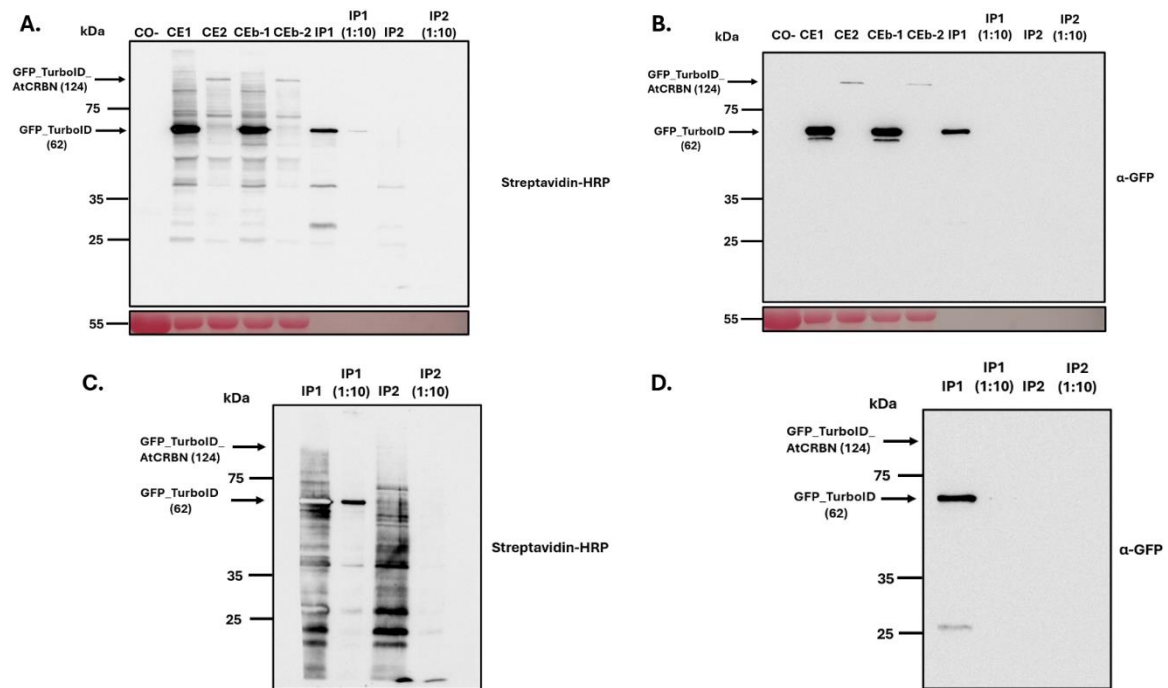 A.
kDa
CO- CE1 CE2 CEb-1 CEb-2 IP1 IP1 (1:10) IP2 IP2 (1:10)
GFP_TurboID_
AtCRBN (124)
75
GFP_TurboID
(62)
35
25
55
Streptavidin-HRP
B.
kDa
CO- CE1 CE2 CEb-1 CEb-2 IP1 IP1 (1:10) IP2 IP2 (1:10)
GFP_TurboID_
AtCRBN (124)
75
GFP_TurboID
(62)
35
25
55
α-GFP
C.
kDa
IP1 IP1 (1:10) IP2 IP2 (1:10)
GFP_TurboID_
AtCRBN (124)
75
GFP_TurboID
(62)
35
25
Streptavidin-HRP
D.
kDa
IP1 IP1 (1:10) IP2 IP2 (1:10)
GFP_TurboID_
AtCRBN (124)
75
GFP_TurboID
(62)
35
25
α-GFP